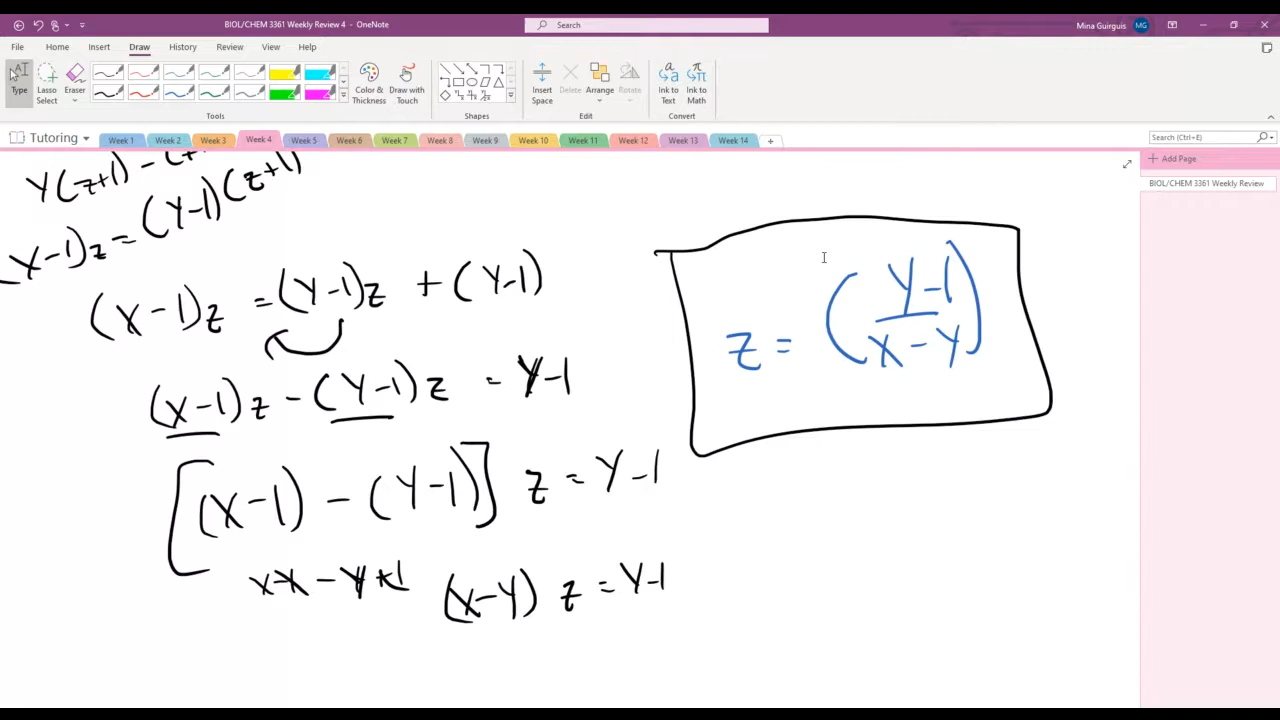 BIOL/CHEM 3361 Weekly Review 4 - OneNote
Search
Mina Guirguis MG
File Home Insert Draw History Review View Help
Type Lasso Select Eraser Color & Thickness Draw with Touch Insert Space Delete Arrange Rotate Ink to Text Ink to Math
Tools Shapes Edit Convert
Tutoring Week 1 Week 2 Week 3 Week 4 Week 5 Week 6 Week 7 Week 8 Week 9 Week 10 Week 11 Week 12 Week 13 Week 14 +
Search (Ctrl+E)
+ Add Page
BIOL/CHEM 3361 Weekly Review
Y(z+1) -
X-1)z = (Y-1)(z+1)
(X-1)z = (Y-1)z + (Y-1)
(X-1)z - (Y-1)z = Y-1
[(X-1) - (Y-1)] z = Y-1
(X-Y) z = Y-1
z = (Y-1 / X-Y)